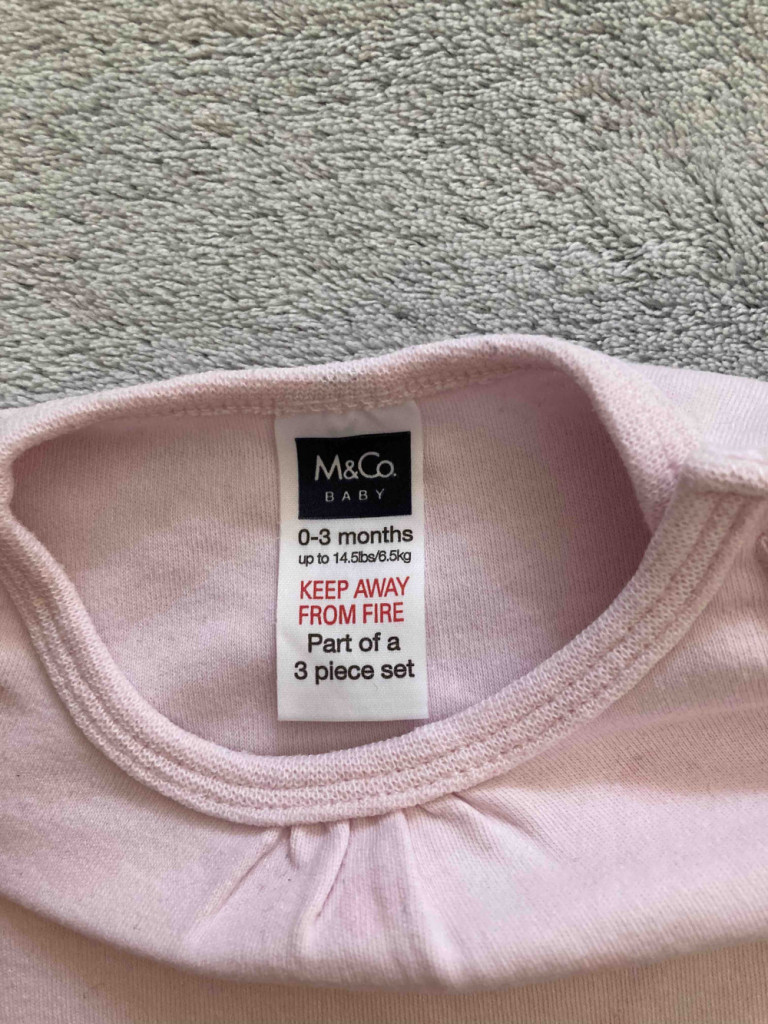 M&Co.
BABY
0-3 months
up to 14.5lbs/6.5kg
KEEP AWAY
FROM FIRE
Part of a
3 piece set